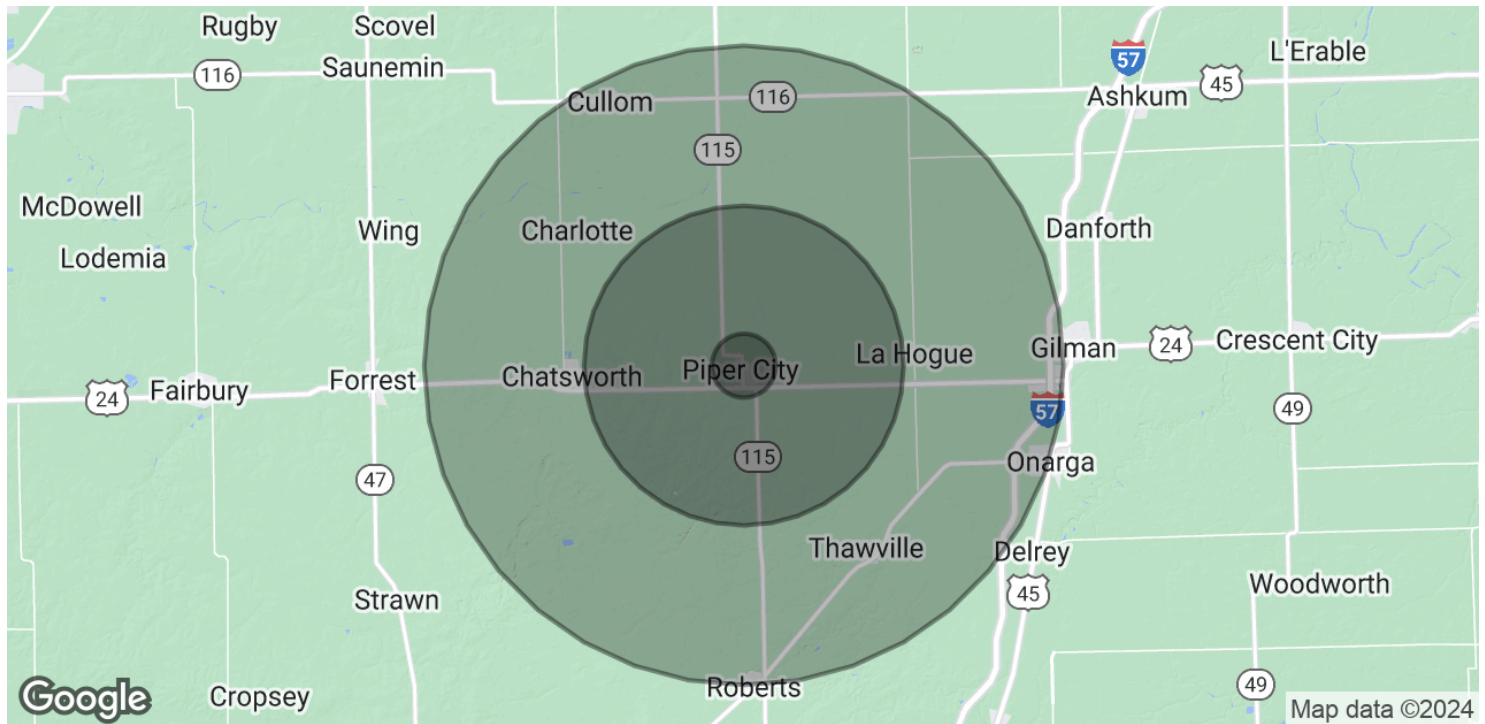 Rugby
Scovel
57
L'Erable
116
Saunemin
45
Cullom
116
Ashkum
115
McDowell
Wing
Charlotte
Danforth
Lodemia
Gilman
24
Crescent City
La Hogue
Piper City
Chatsworth
Forrest
Fairbury
24
57
49
115
Onarga
47
Thawville
Delrey
Woodworth
45
Strawn
Roberts
49
Cropsey
Google
Map data ©2024